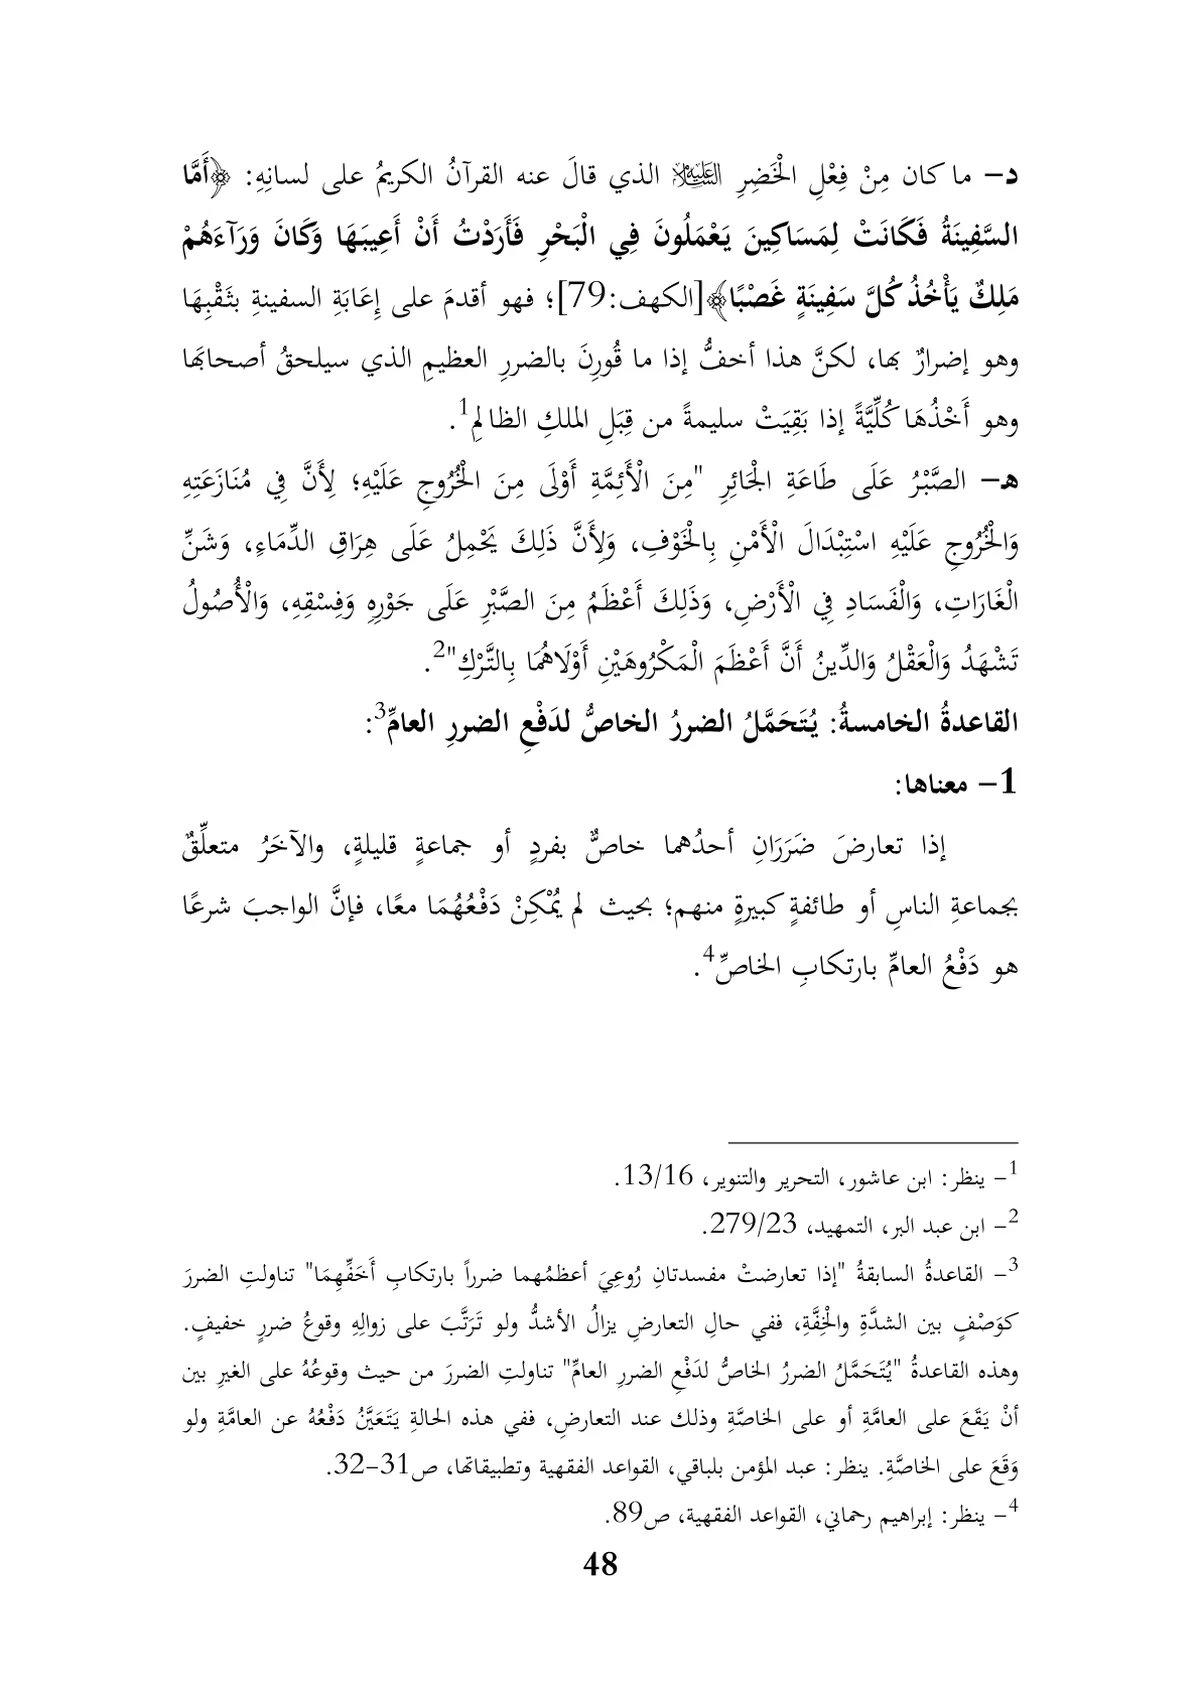 د- ما كان مِنْ فِعْلِ الْخَضِرِ عليه السلام الذي قالَ عنه القرآنُ الكريمُ على لسانِهِ: ﴿أَمَّا
السَّفِينَةُ فَكَانَتْ لِمَسَاكِينَ يَعْمَلُونَ فِي الْبَحْرِ فَأَرَدْتُ أَنْ أَعِيبَهَا وَكَانَ وَرَآءَهُمْ
مَلِكٌ يَأْخُذُ كُلَّ سَفِينَةٍ غَصْبًا﴾[الكهف:79]؛ فهو أقدمَ على إِعَابَةِ السفينةِ بثَقْبِهَا
وهو إضرارٌ بها، لكنَّ هذا أخفُّ إذا ما قُورِنَ بالضررِ العظيمِ الذي سيلحقُ أصحابَها
وهو أَخْذُهَا كُلِّيَّةً إذا بَقِيَتْ سليمةً من قِبَلِ الملكِ الظالمِ1.
هـ- الصَّبْرُ عَلَى طَاعَةِ الْجَائِرِ "مِنَ الْأَئِمَّةِ أَوْلَى مِنَ الْخُرُوجِ عَلَيْهِ؛ لِأَنَّ فِي مُنَازَعَتِهِ
وَالْخُرُوجِ عَلَيْهِ اسْتِبْدَالَ الْأَمْنِ بِالْخَوْفِ، وَلِأَنَّ ذَلِكَ يَحْمِلُ عَلَى هِرَاقِ الدِّمَاءِ، وَشَنِّ
الْغَارَاتِ، وَالْفَسَادِ فِي الْأَرْضِ، وَذَلِكَ أَعْظَمُ مِنَ الصَّبْرِ عَلَى جَوْرِهِ وَفِسْقِهِ، وَالْأُصُولُ
تَشْهَدُ وَالْعَقْلُ وَالدِّينُ أَنَّ أَعْظَمَ الْمَكْرُوهَيْنِ أَوْلَاهُمَا بِالتَّرْكِ"2.
القاعدةُ الخامسةُ: يُتَحَمَّلُ الضررُ الخاصُّ لدَفْعِ الضررِ العامِّ3:
1- معناها:
إذا تعارضَ ضَرَرَانِ أحدُهما خاصٌّ بفردٍ أو جماعةٍ قليلةٍ، والآخَرُ متعلِّقٌ
بجماعةِ الناسِ أو طائفةٍ كبيرةٍ منهم؛ بحيث لم يُمْكِنْ دَفْعُهُمَا معًا، فإنَّ الواجبَ شرعًا
هو دَفْعُ العامِّ بارتكابِ الخاصِّ4.
1- ينظر: ابن عاشور، التحرير والتنوير، 13/16.
2- ابن عبد البر، التمهيد، 279/23.
3- القاعدةُ السابقةُ "إذا تعارضتْ مفسدتانِ رُوعِيَ أعظمُهما ضرراً بارتكابِ أَخَفِّهِمَا" تناولتِ الضررَ
كوَصْفٍ بين الشدَّةِ والْخِفَّةِ، ففي حالِ التعارضِ يزالُ الأشدُّ ولو تَرَتَّبَ على زوالِهِ وقوعُ ضررٍ خفيفٍ.
وهذه القاعدةُ "يُتَحَمَّلُ الضررُ الخاصُّ لدَفْعِ الضررِ العامِّ" تناولتِ الضررَ من حيث وقوعُهُ على الغيرِ بين
أنْ يَقَعَ على العامَّةِ أو على الخاصَّةِ وذلك عند التعارضِ، ففي هذه الحالةِ يَتَعَيَّنُ دَفْعُهُ عن العامَّةِ ولو
وَقَعَ على الخاصَّةِ. ينظر: عبد المؤمن بلباقي، القواعد الفقهية وتطبيقاتها، ص31-32.
4- ينظر: إبراهيم رحماني، القواعد الفقهية، ص89.
48